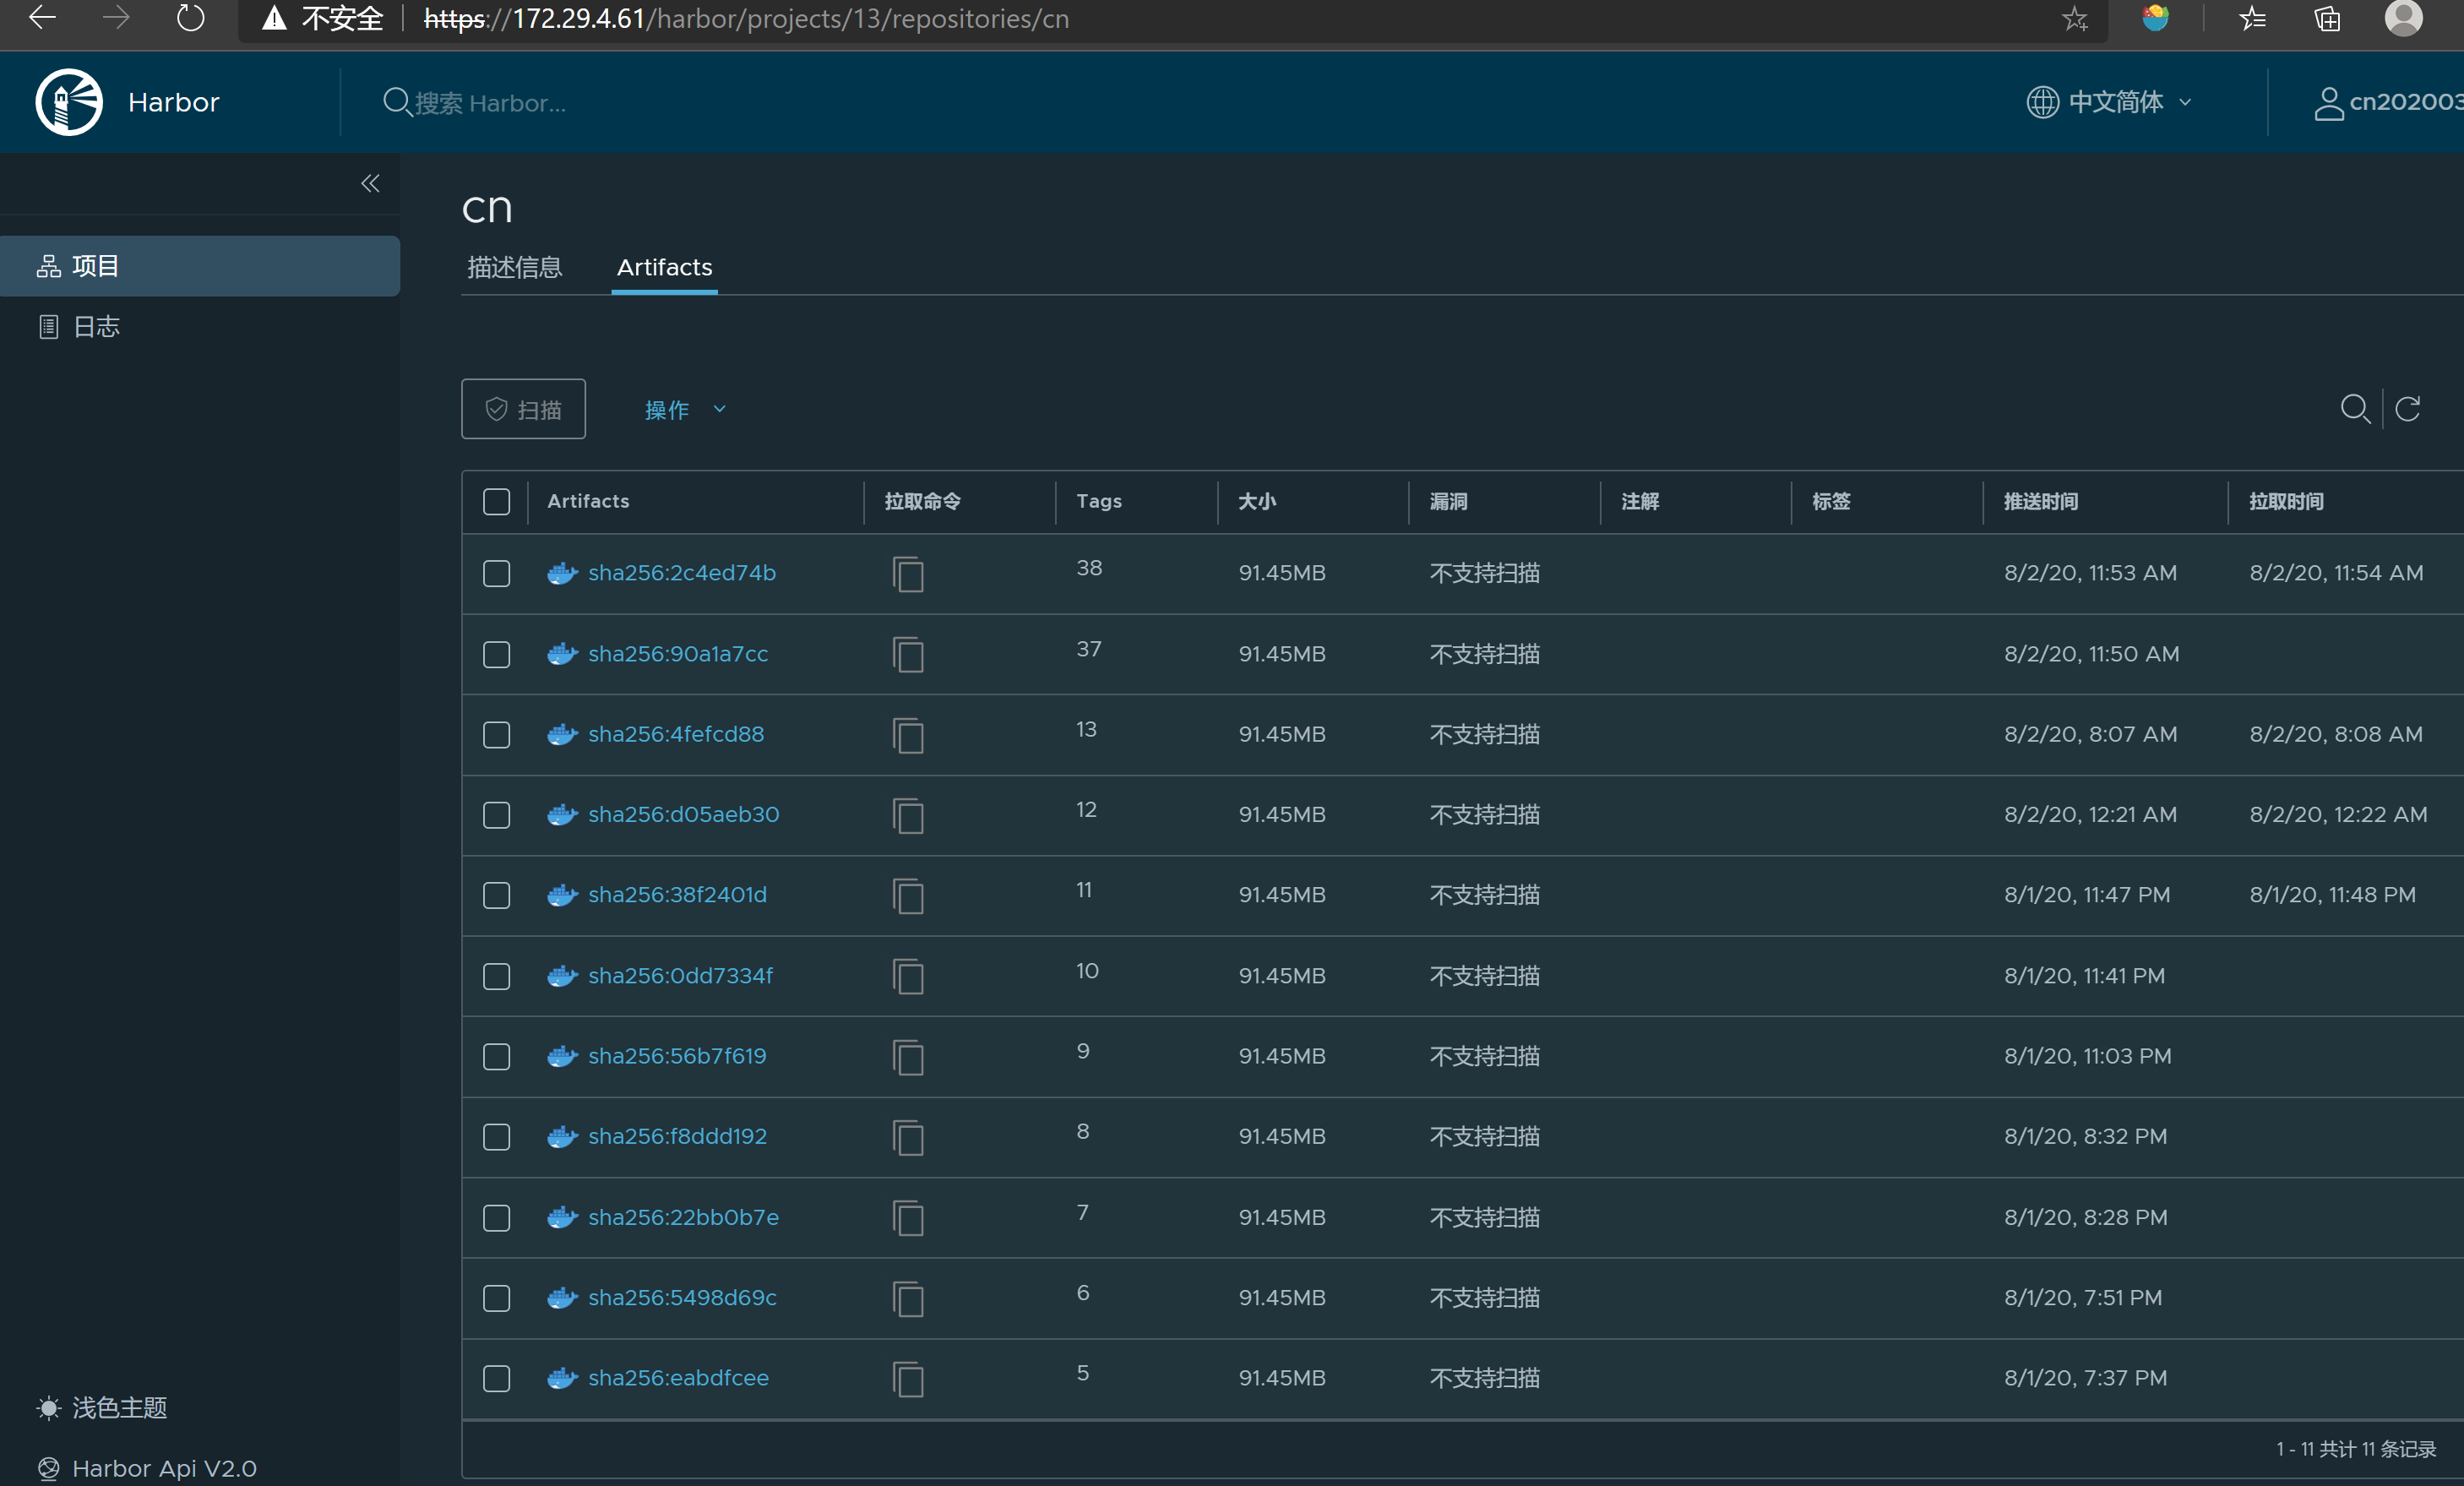 不安全 https://172.29.4.61/harbor/projects/13/repositories/cn
Harbor 搜索 Harbor... 中文简体 cn202003
项目
日志
cn
描述信息 Artifacts
扫描 操作
Artifacts 拉取命令 Tags 大小 漏洞 注解 标签 推送时间 拉取时间
sha256:2c4ed74b 38 91.45MB 不支持扫描 8/2/20, 11:53 AM 8/2/20, 11:54 AM
sha256:90a1a7cc 37 91.45MB 不支持扫描 8/2/20, 11:50 AM
sha256:4fefcd88 13 91.45MB 不支持扫描 8/2/20, 8:07 AM 8/2/20, 8:08 AM
sha256:d05aeb30 12 91.45MB 不支持扫描 8/2/20, 12:21 AM 8/2/20, 12:22 AM
sha256:38f2401d 11 91.45MB 不支持扫描 8/1/20, 11:47 PM 8/1/20, 11:48 PM
sha256:0dd7334f 10 91.45MB 不支持扫描 8/1/20, 11:41 PM
sha256:56b7f619 9 91.45MB 不支持扫描 8/1/20, 11:03 PM
sha256:f8ddd192 8 91.45MB 不支持扫描 8/1/20, 8:32 PM
sha256:22bb0b7e 7 91.45MB 不支持扫描 8/1/20, 8:28 PM
sha256:5498d69c 6 91.45MB 不支持扫描 8/1/20, 7:51 PM
sha256:eabdfcee 5 91.45MB 不支持扫描 8/1/20, 7:37 PM
1 - 11 共计 11 条记录
浅色主题
Harbor Api V2.0